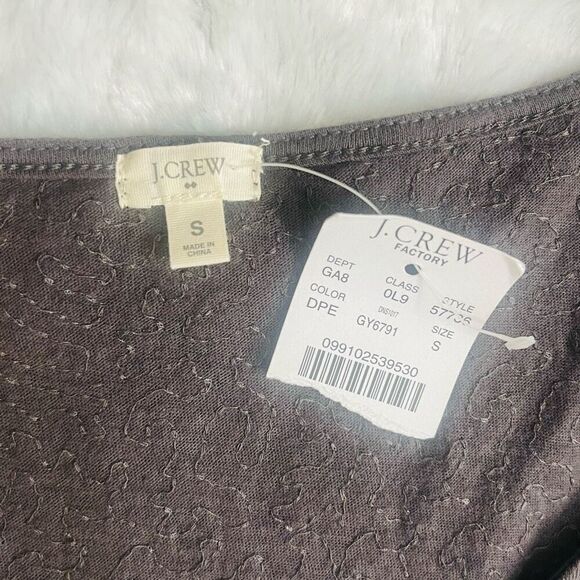 J.CREW
S
MADE IN
CHINA
J. CREW
FACTORY
DEPT CLASS STYLE
GA8 0L9
COLOR SIZE
DPE GY6791 S
099102539530